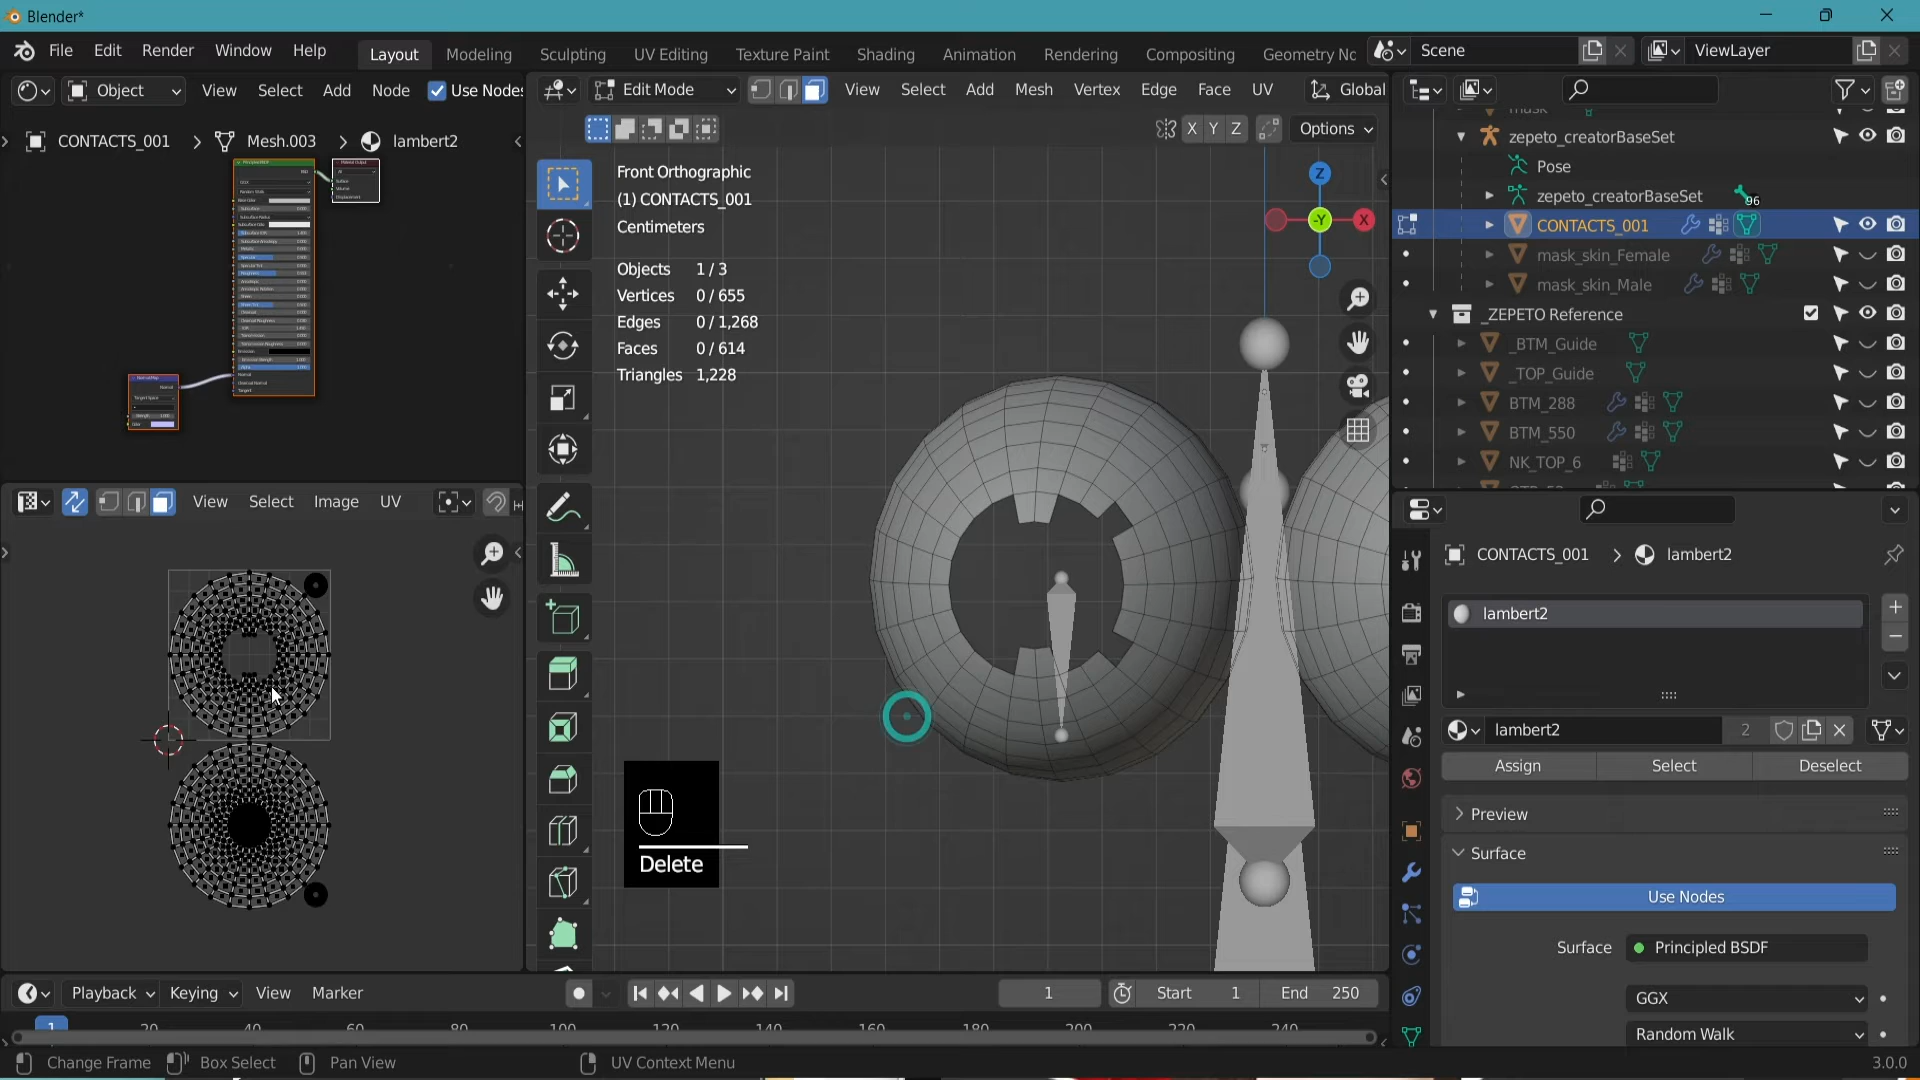 Blender*
File Edit Render Window Help
Layout Modeling Sculpting UV Editing Texture Paint Shading Animation Rendering Compositing Geometry No
Scene
ViewLayer
Object View Select Add Node Use Nodes
CONTACTS_001 > Mesh.003 > lambert2
Edit Mode View Select Add Mesh Vertex Edge Face UV Global
X Y Z Options
Front Orthographic
(1) CONTACTS_001
Centimeters
Objects 1 / 3
Vertices 0 / 655
Edges 0 / 1,268
Faces 0 / 614
Triangles 1,228
Z
-Y
X
Delete
View Select Image UV
zepeto_creatorBaseSet
Pose
zepeto_creatorBaseSet
96
CONTACTS_001
mask_skin_Female
mask_skin_Male
_ZEPETO Reference
_BTM_Guide
_TOP_Guide
BTM_288
BTM_550
NK_TOP_6
CONTACTS_001 > lambert2
lambert2
lambert2 2
Assign Select Deselect
Preview
Surface
Use Nodes
Surface Principled BSDF
GGX
Random Walk
Playback Keying View Marker
1 Start 1 End 250
1 20 40 60 80 100 120 140 160 180 200 220 240
Change Frame Box Select Pan View UV Context Menu 3.0.0